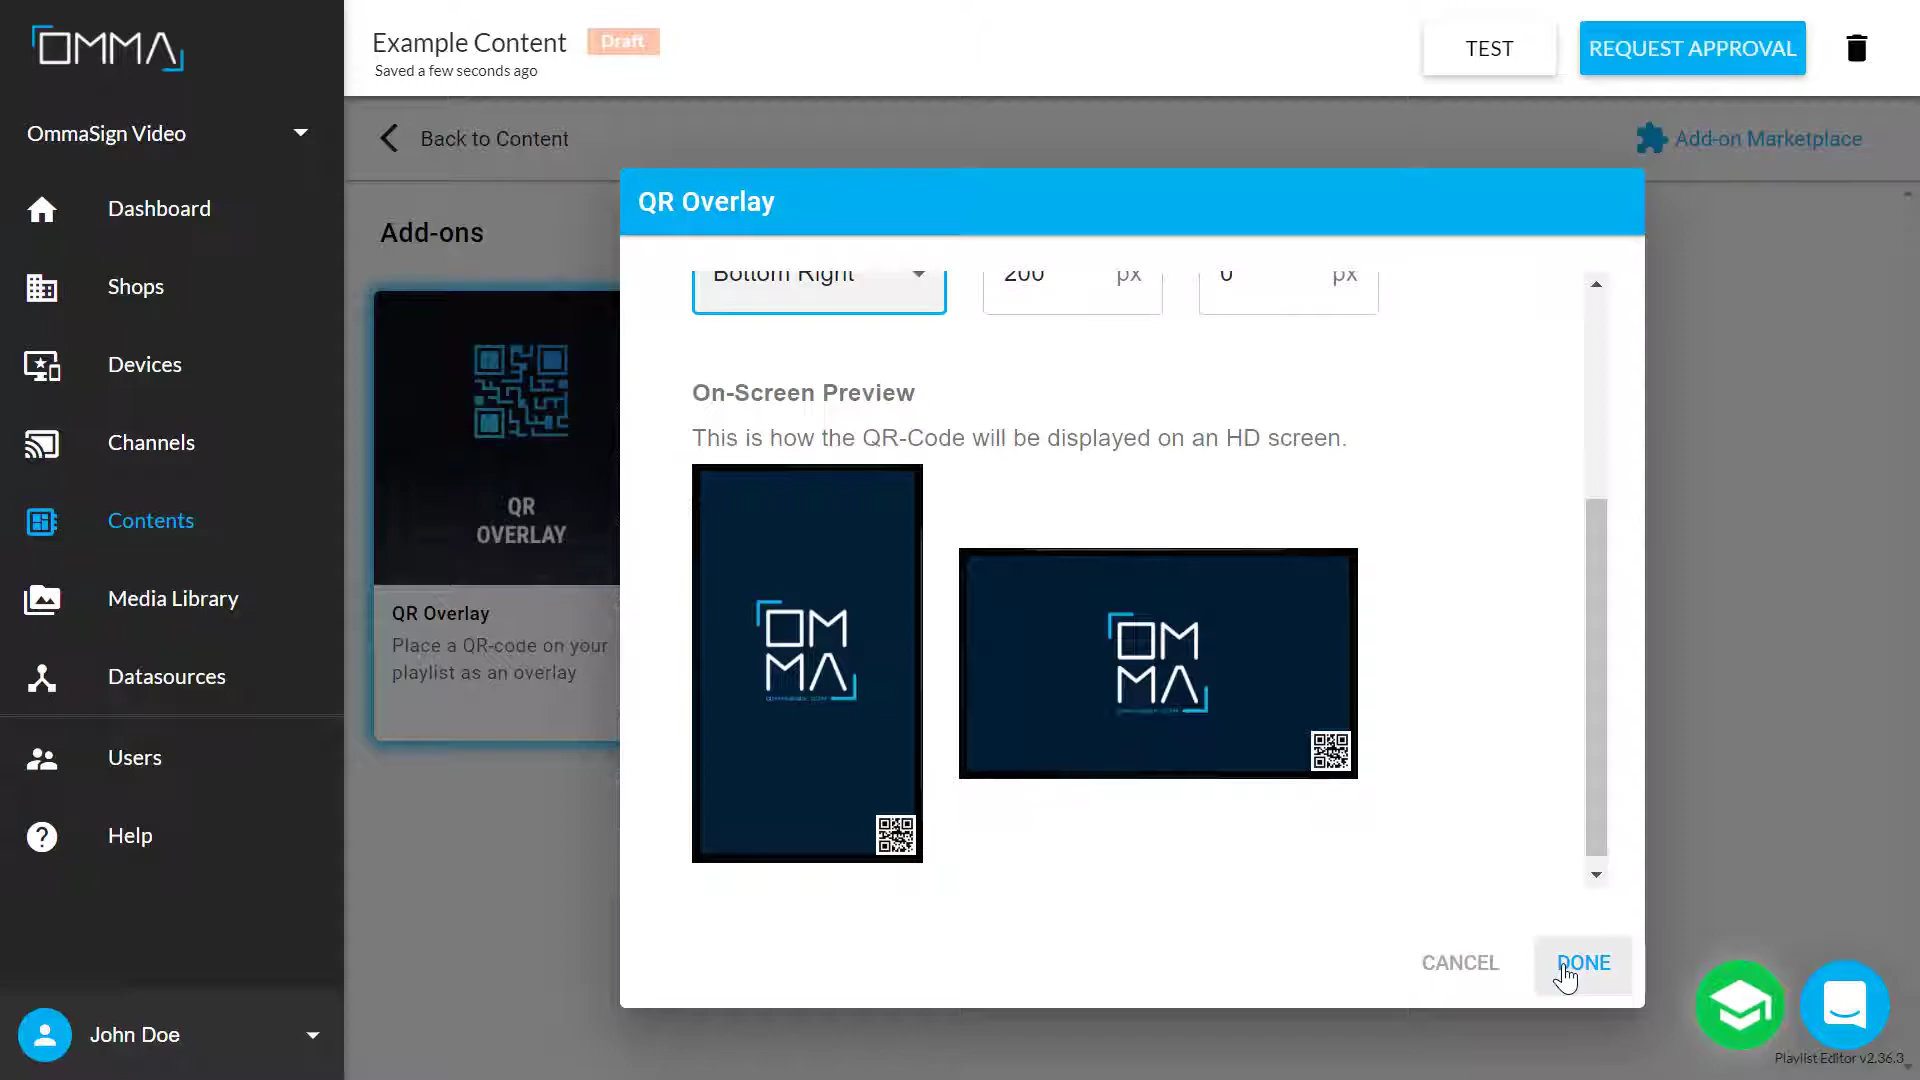 OMMA
Example Content
Draft
Saved a few seconds ago
TEST
REQUEST APPROVAL
OmmaSign Video
Back to Content
Add-on Marketplace
Dashboard
Shops
Devices
Channels
Contents
Media Library
Datasources
Users
Help
John Doe
Add-ons
QR
OVERLAY
QR Overlay
Place a QR-code on your
playlist as an overlay
QR Overlay
Bottom Right
200
px
0
px
On-Screen Preview
This is how the QR-Code will be displayed on an HD screen.
OM
MA
OM
MA
CANCEL
DONE
Playlist Editor v2.36.3